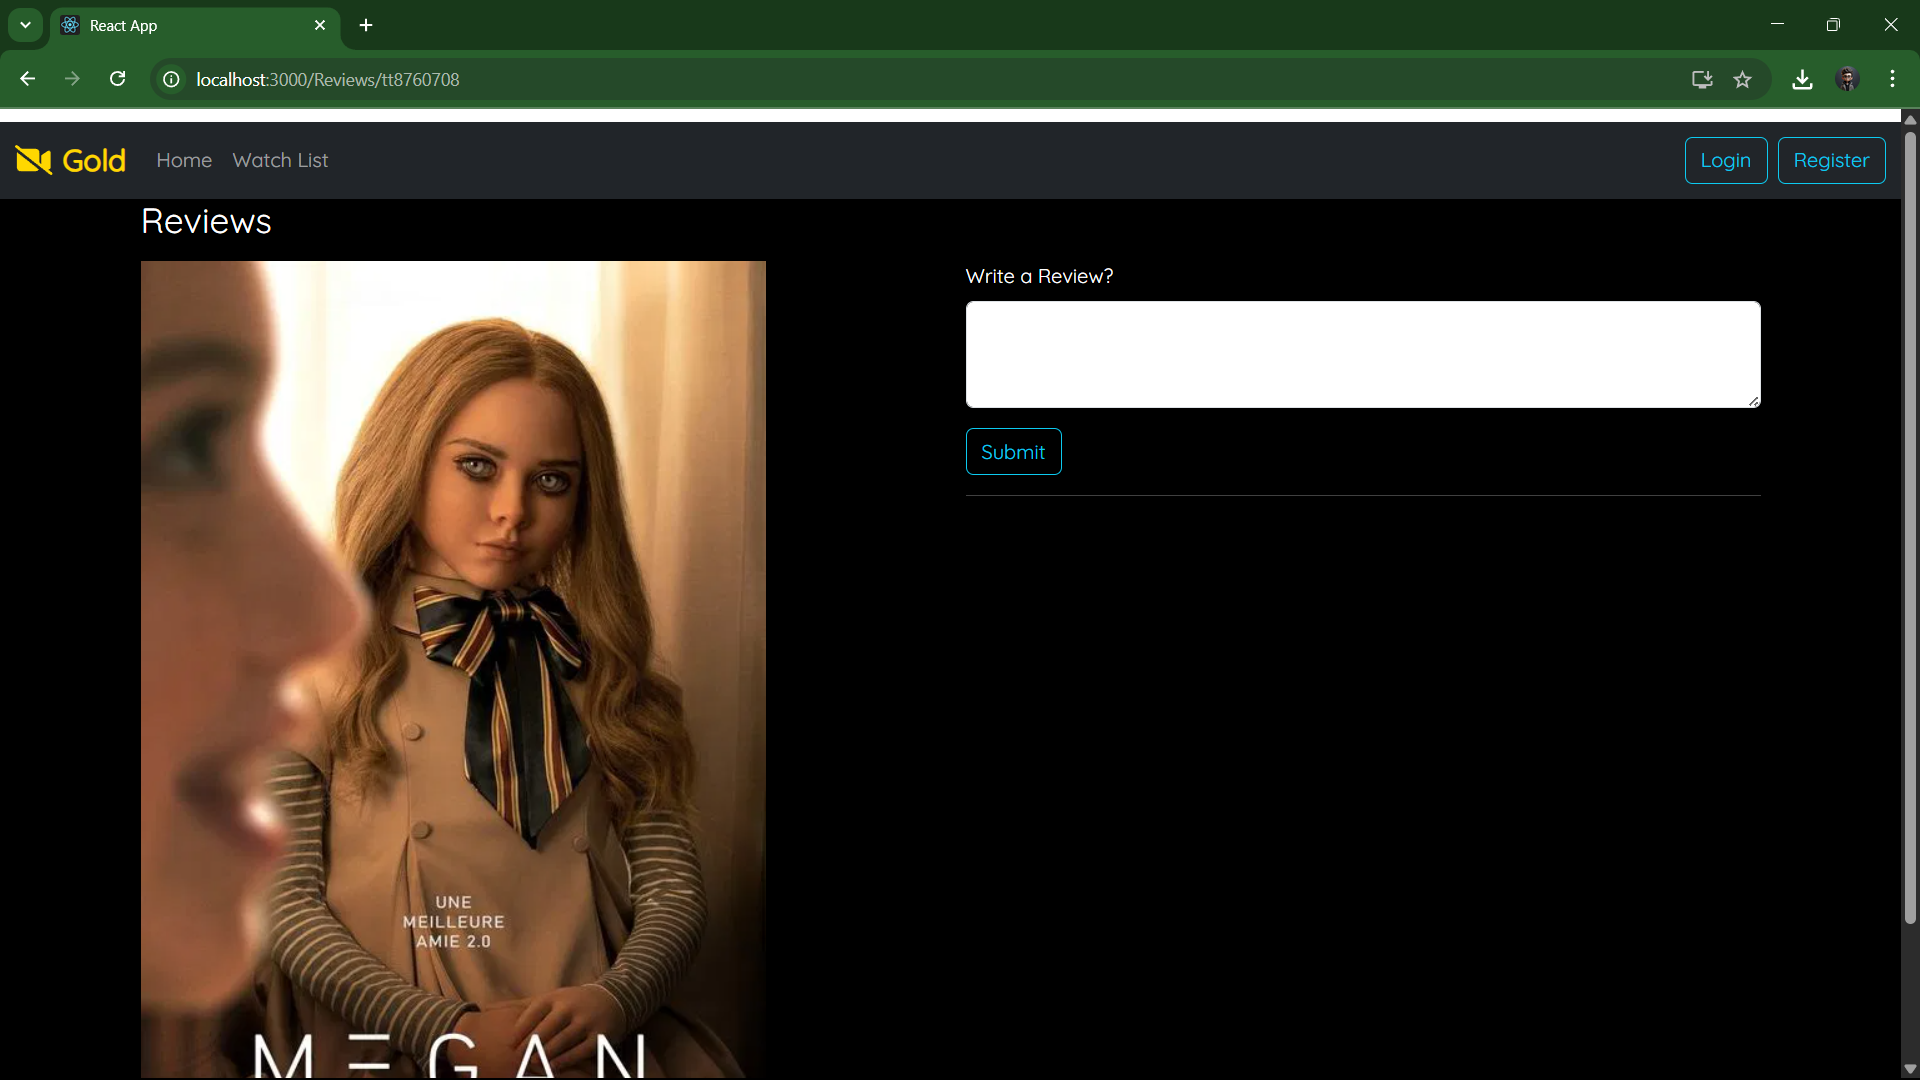 React App
localhost:3000/Reviews/tt8760708
Gold
Home
Watch List
Login
Register
Reviews
Write a Review?
Submit
UNE
MEILLEURE
AMIE 2.0
MΞGAN